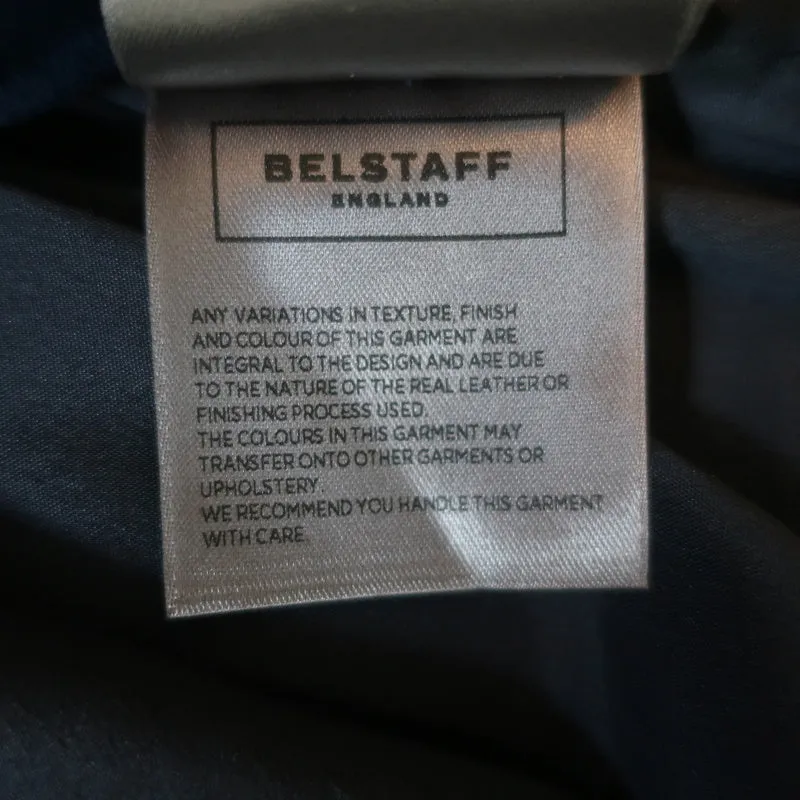 BELSTAFF
ENGLAND
ANY VARIATIONS IN TEXTURE, FINISH
AND COLOUR OF THIS GARMENT ARE
INTEGRAL TO THE DESIGN AND ARE DUE
TO THE NATURE OF THE REAL LEATHER OR
FINISHING PROCESS USED.
THE COLOURS IN THIS GARMENT MAY
TRANSFER ONTO OTHER GARMENTS OR
UPHOLSTERY.
WE RECOMMEND YOU HANDLE THIS GARMENT
WITH CARE.